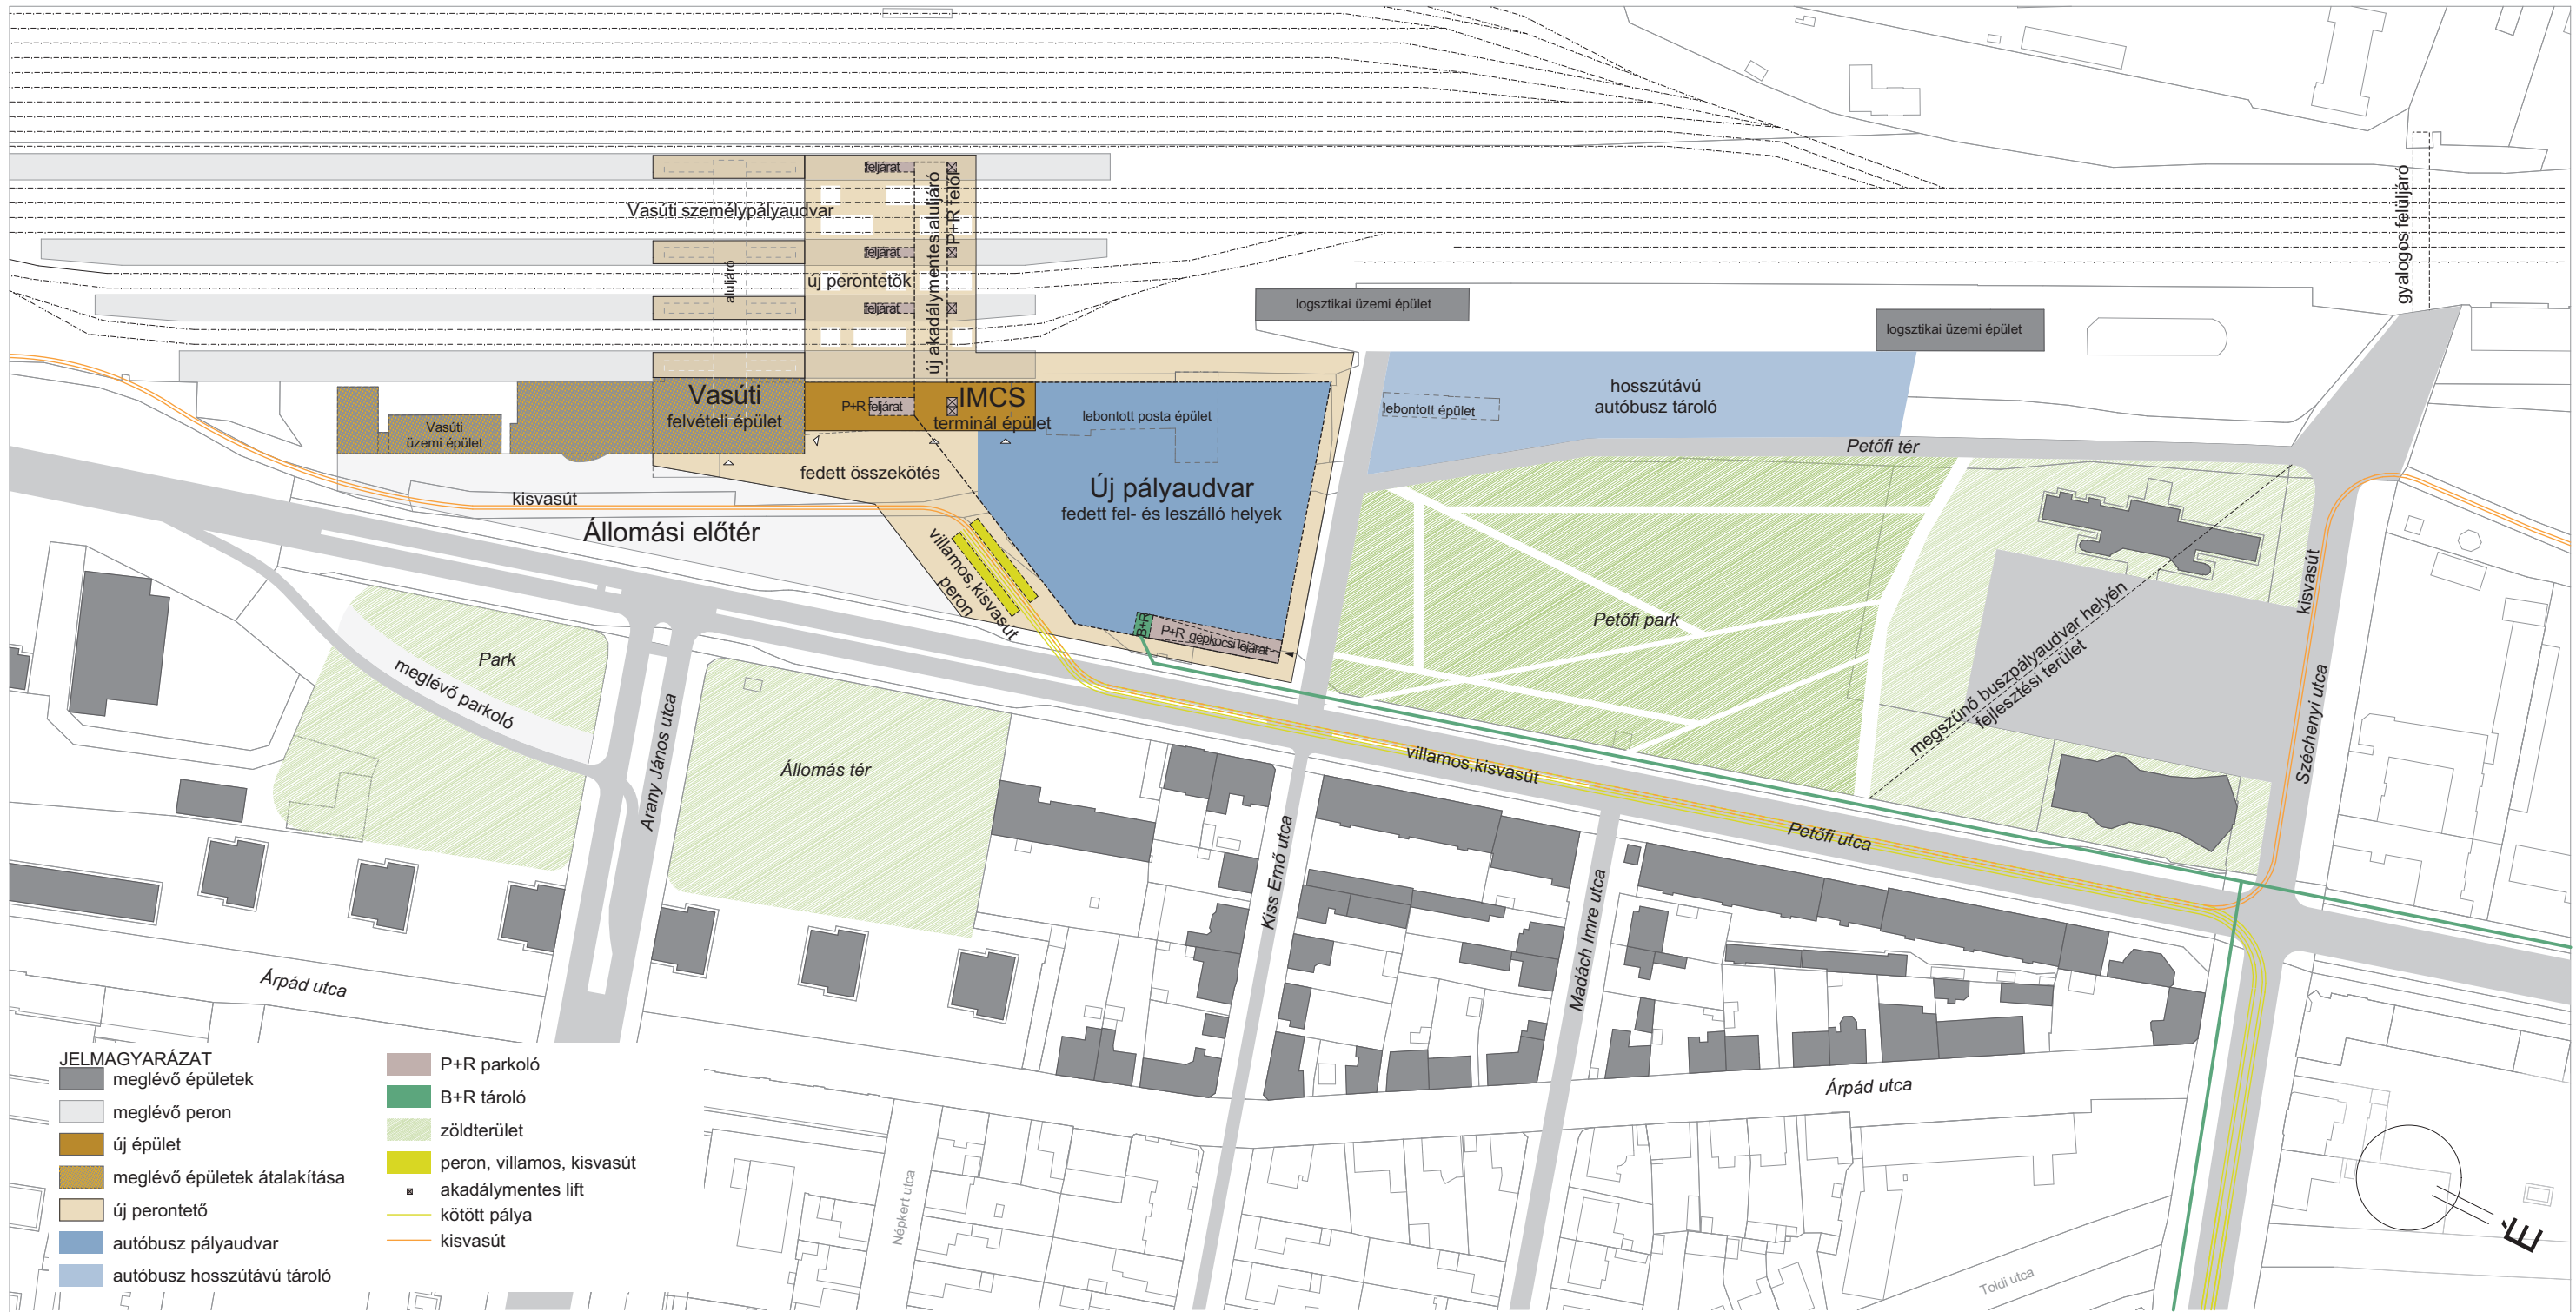 feljárat
új akadálymentes aluljáró
P+R felől
Vasúti személypályaudvar
gyalogos felüljáró
feljárat
aluljáró
új perontetők
feljárat
logsztikai üzemi épület
logsztikai üzemi épület
Vasúti
felvételi épület
P+R feljárat
IMCS
terminál épület
lebontott posta épület
lebontott épület
hosszútávú
autóbusz tároló
Vasúti
üzemi épület
Petőfi tér
fedett összekötés
Új pályaudvar
fedett fel- és leszálló helyek
kisvasút
Állomási előtér
villamos,kisvasút
peron
kisvasút
B+R
P+R gépkocsi lejárat
Petőfi park
megszűnő buszpályaudvar helyén
fejlesztési terület
Park
meglévő parkoló
Arany János utca
Széchenyi utca
Állomás tér
villamos,kisvasút
Petőfi utca
Kiss Ernő utca
Madách Imre utca
Árpád utca
Árpád utca
JELMAGYARÁZAT
meglévő épületek
meglévő peron
új épület
meglévő épületek átalakítása
új perontető
autóbusz pályaudvar
autóbusz hosszútávú tároló
P+R parkoló
B+R tároló
zöldterület
peron, villamos, kisvasút
akadálymentes lift
kötött pálya
kisvasút
Népkert utca
Toldi utca
É